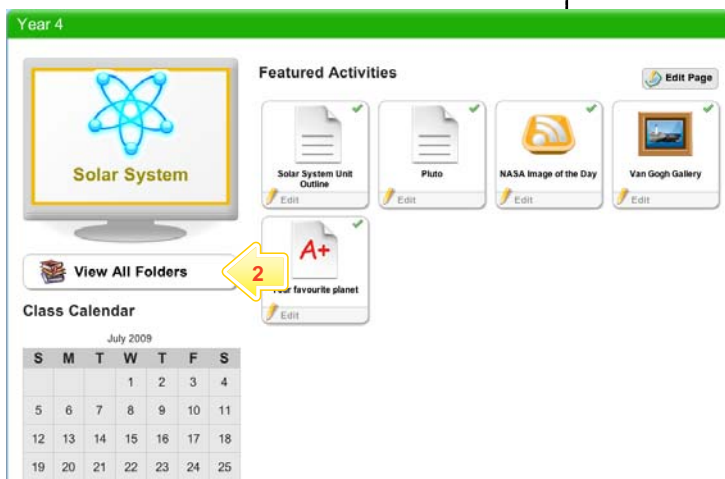 Year 4
Solar System
Featured Activities
Edit Page
Solar System Unit
Outline
Edit
Pluto
Edit
NASA Image of the Day
Edit
Van Gogh Gallery
Edit
A+
favourite planet
Edit
View All Folders
2
Class Calendar
July 2009
S M T W T F S
1 2 3 4
5 6 7 8 9 10 11
12 13 14 15 16 17 18
19 20 21 22 23 24 25